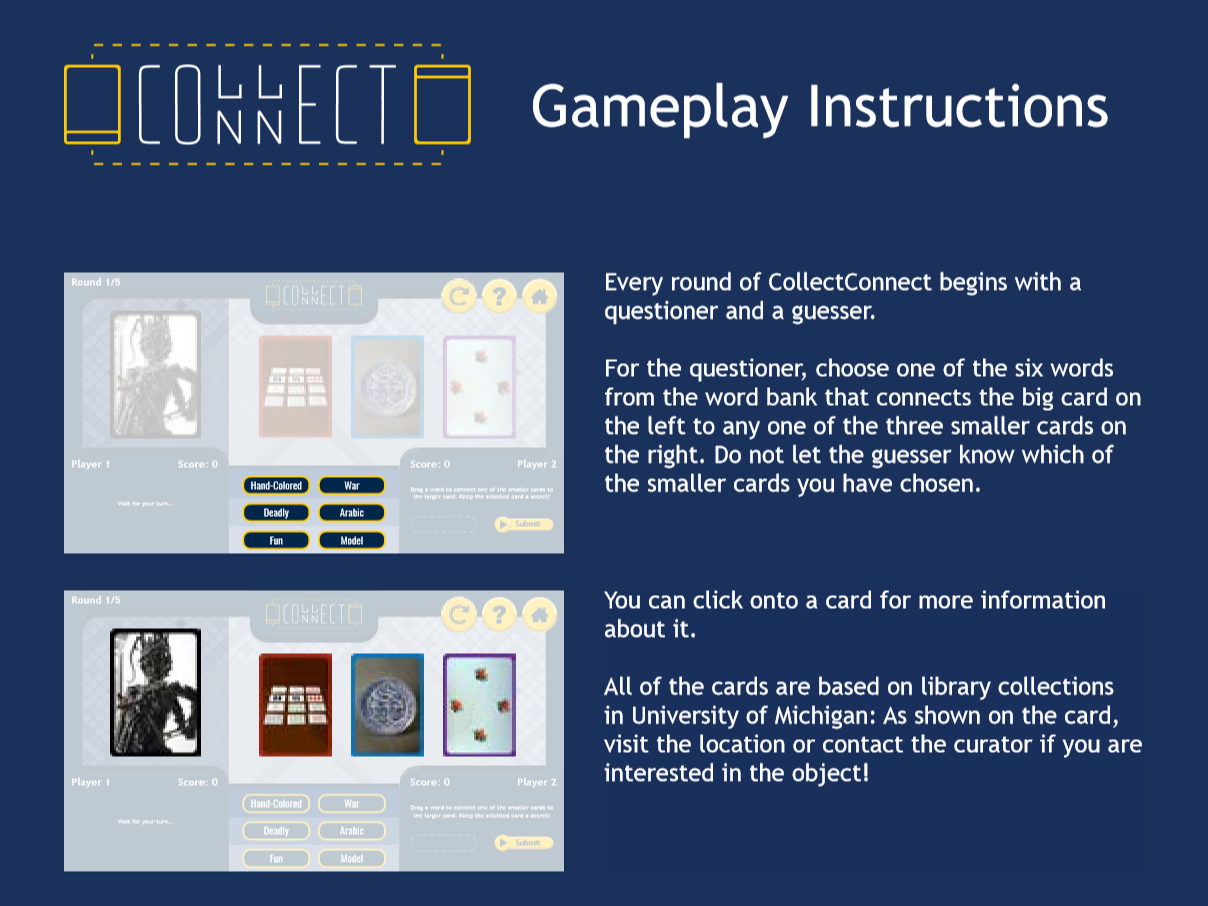 COLLECT
CONNECT
Gameplay Instructions
Round 1/5
COLLECT
CONNECT
?
Player 1
Score: 0
Wait for your turn...
Hand-Colored
War
Deadly
Arabic
Fun
Model
Score: 0
Player 2
Drag a word to connect one of the smaller cards to
the larger card. Keep the selected card a secret!
Submit
Every round of CollectConnect begins with a
questioner and a guesser.
For the questioner, choose one of the six words
from the word bank that connects the big card on
the left to any one of the three smaller cards on
the right. Do not let the guesser know which of
the smaller cards you have chosen.
Round 1/5
COLLECT
CONNECT
?
Player 1
Score: 0
Wait for your turn...
Hand-Colored
War
Deadly
Arabic
Fun
Model
Score: 0
Player 2
Drag a word to connect one of the smaller cards to
the larger card. Keep the selected card a secret!
Submit
You can click onto a card for more information
about it.
All of the cards are based on library collections
in University of Michigan: As shown on the card,
visit the location or contact the curator if you are
interested in the object!